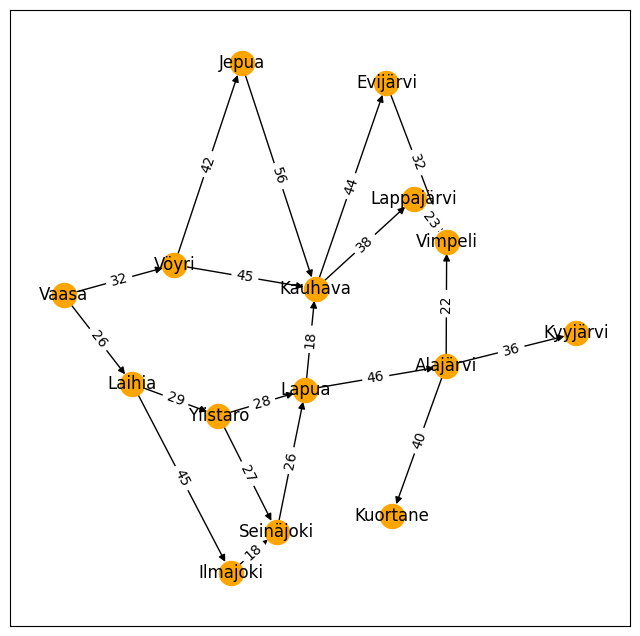 Jepua
Evijärvi
42
56
32
44
Lappajärvi
23
38
Vimpeli
Vöyri
45
32
Kauhava
Vaasa
22
18
26
Kyyjärvi
36
Alajärvi
46
Laihia
29
28
Lapua
Ylistaro
40
26
27
45
Kuortane
Seinäjoki
18
Ilmajoki